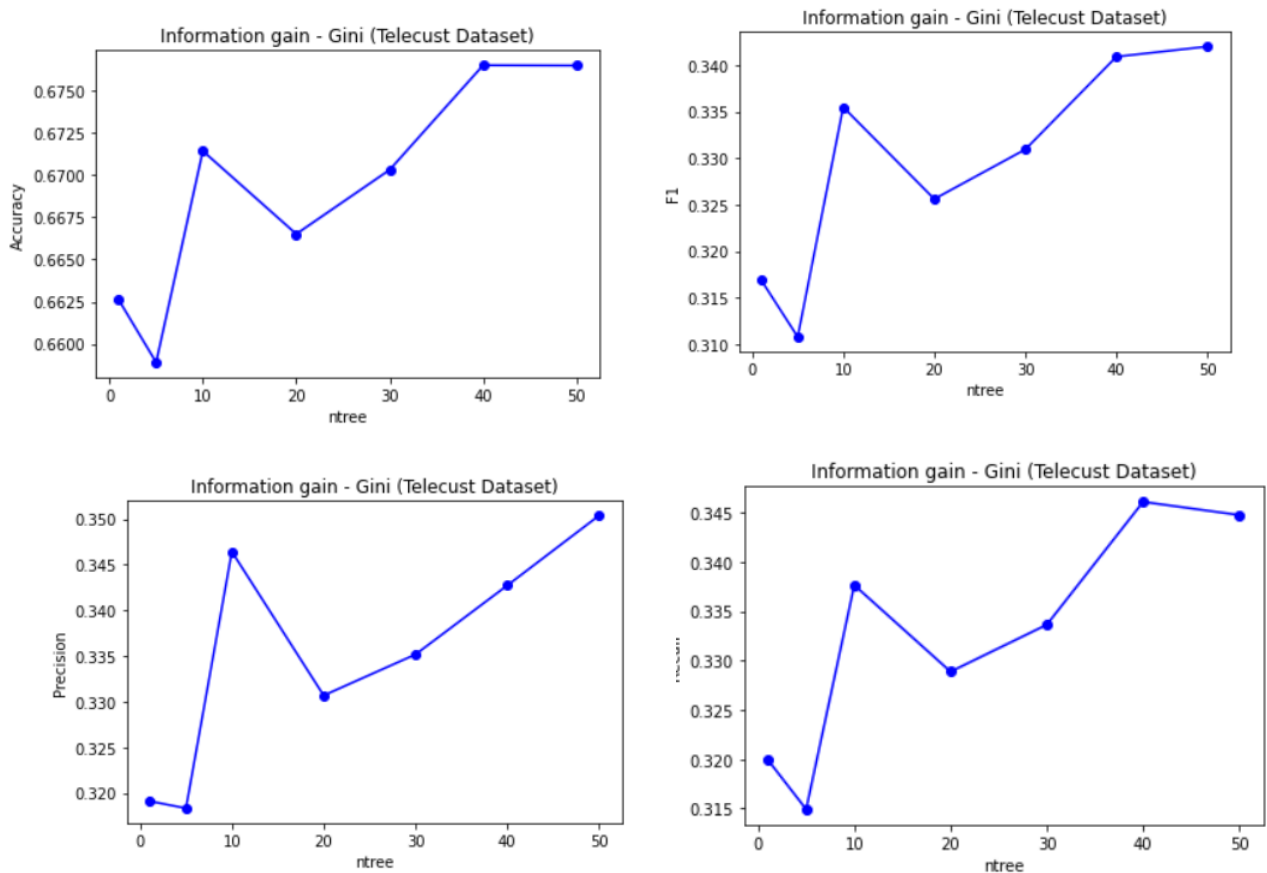 Information gain - Gini (Telecust Dataset)
0.6750
0.6725
0.6700
0.6675
0.6650
0.6625
0.6600
Accuracy
0 10 20 30 40 50
ntree
Information gain - Gini (Telecust Dataset)
0.340
0.335
0.330
0.325
0.320
0.315
0.310
F1
0 10 20 30 40 50
ntree
Information gain - Gini (Telecust Dataset)
0.350
0.345
0.340
0.335
0.330
0.325
0.320
Precision
0 10 20 30 40 50
ntree
Information gain - Gini (Telecust Dataset)
0.345
0.340
0.335
0.330
0.325
0.320
0.315
0 10 20 30 40 50
ntree